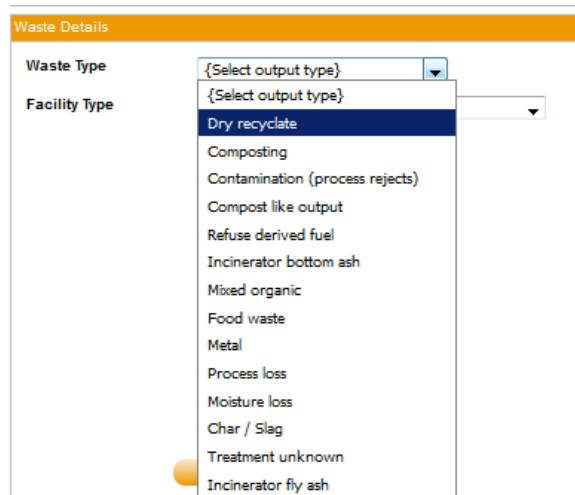 Waste Details
Waste Type
{Select output type}
{Select output type}
Facility Type
Dry recyclate
Composting
Contamination (process rejects)
Compost like output
Refuse derived fuel
Incinerator bottom ash
Mixed organic
Food waste
Metal
Process loss
Moisture loss
Char / Slag
Treatment unknown
Incinerator fly ash